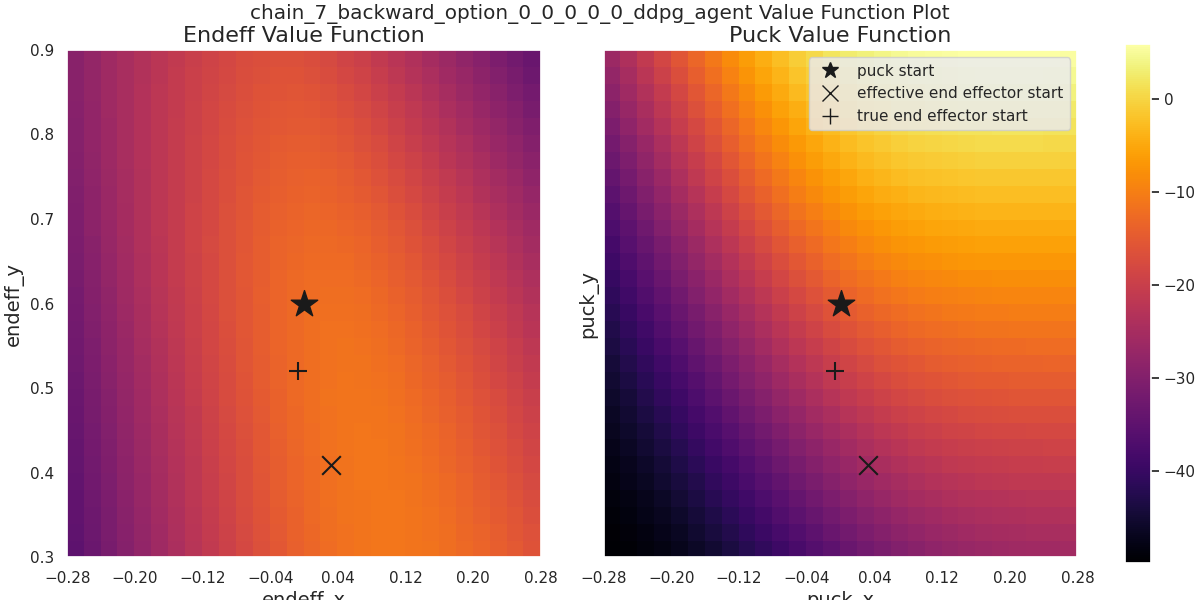 chain_7_backward_option_0_0_0_0_0_ddpg_agent Value Function Plot
Endeff Value Function
Puck Value Function
0.9
0.8
0.7
0.6
0.5
0.4
0.3
endeff_y
−0.28 −0.20 −0.12 −0.04 0.04 0.12 0.20 0.28
endeff_x
puck_y
puck start
effective end effector start
true end effector start
−0.28 −0.20 −0.12 −0.04 0.04 0.12 0.20 0.28
puck_x
0
−10
−20
−30
−40